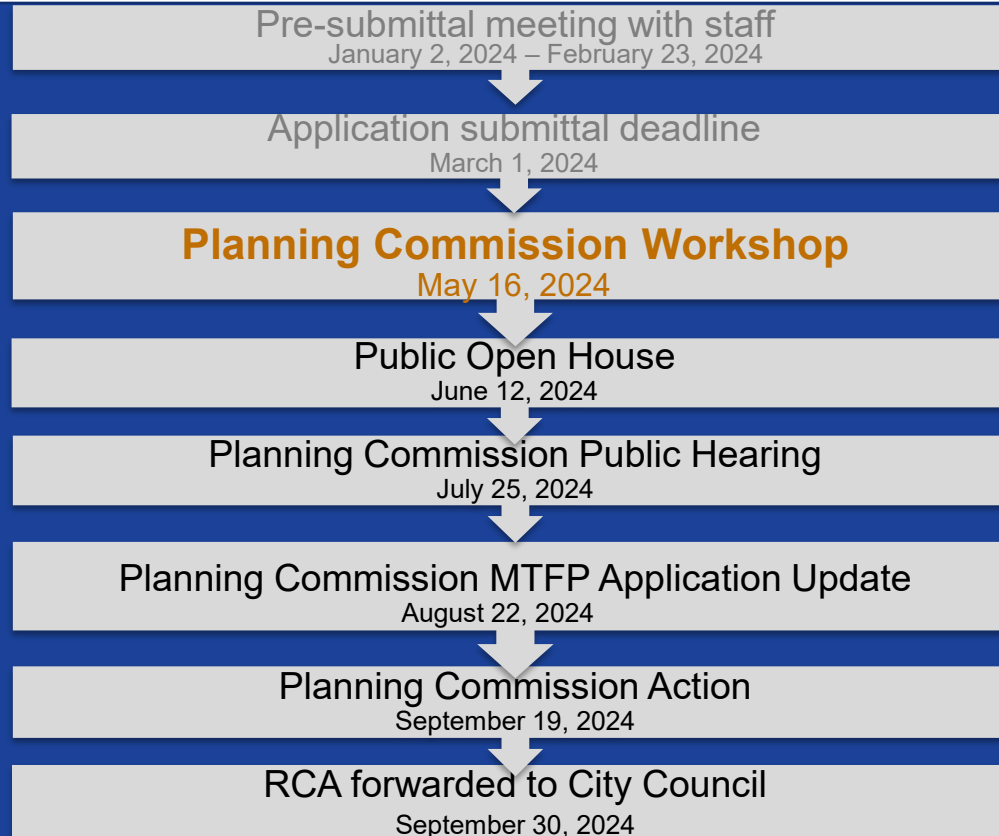 Pre-submittal meeting with staff
January 2, 2024 – February 23, 2024
Application submittal deadline
March 1, 2024
Planning Commission Workshop
May 16, 2024
Public Open House
June 12, 2024
Planning Commission Public Hearing
July 25, 2024
Planning Commission MTFP Application Update
August 22, 2024
Planning Commission Action
September 19, 2024
RCA forwarded to City Council
September 30, 2024